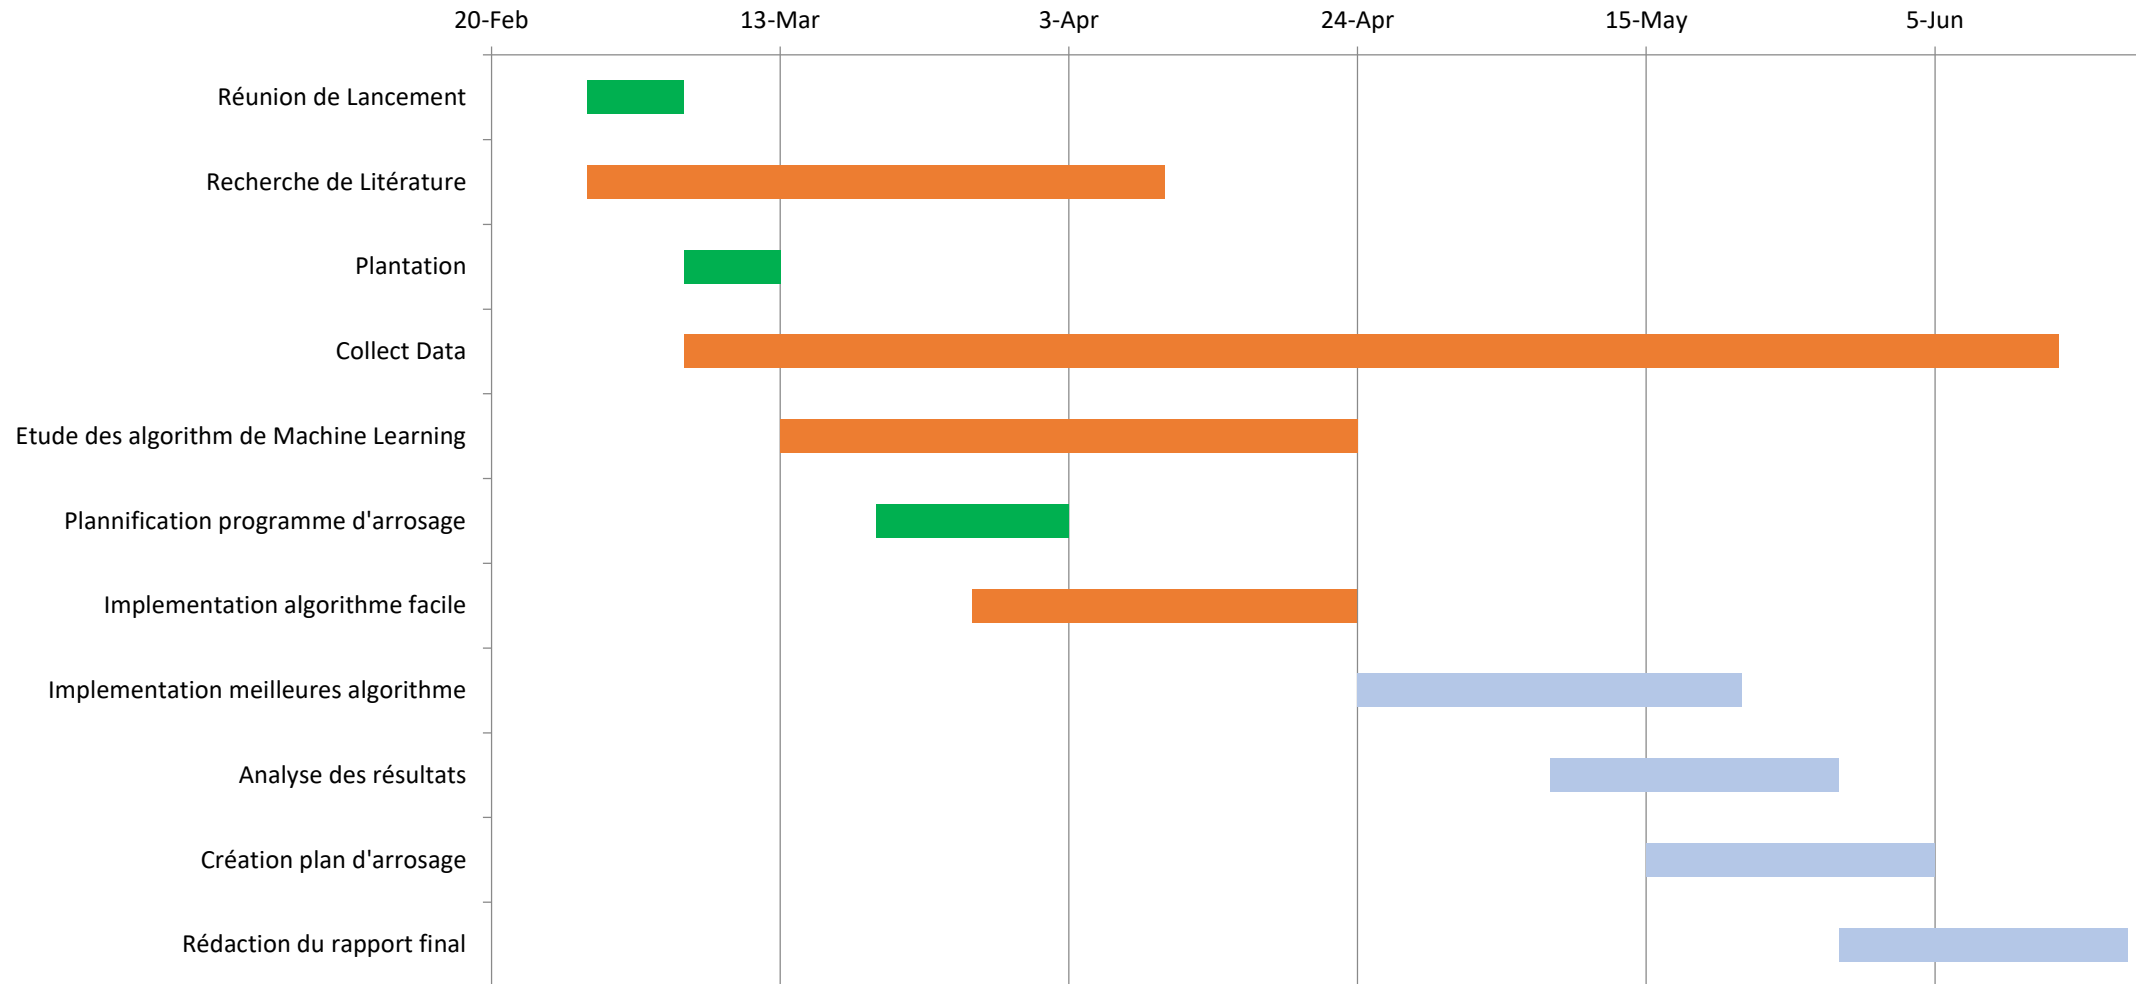 20-Feb 13-Mar 3-Apr 24-Apr 15-May 5-Jun
Réunion de Lancement
Recherche de Litérature
Plantation
Collect Data
Etude des algorithm de Machine Learning
Plannification programme d'arrosage
Implementation algorithme facile
Implementation meilleures algorithme
Analyse des résultats
Création plan d'arrosage
Rédaction du rapport final